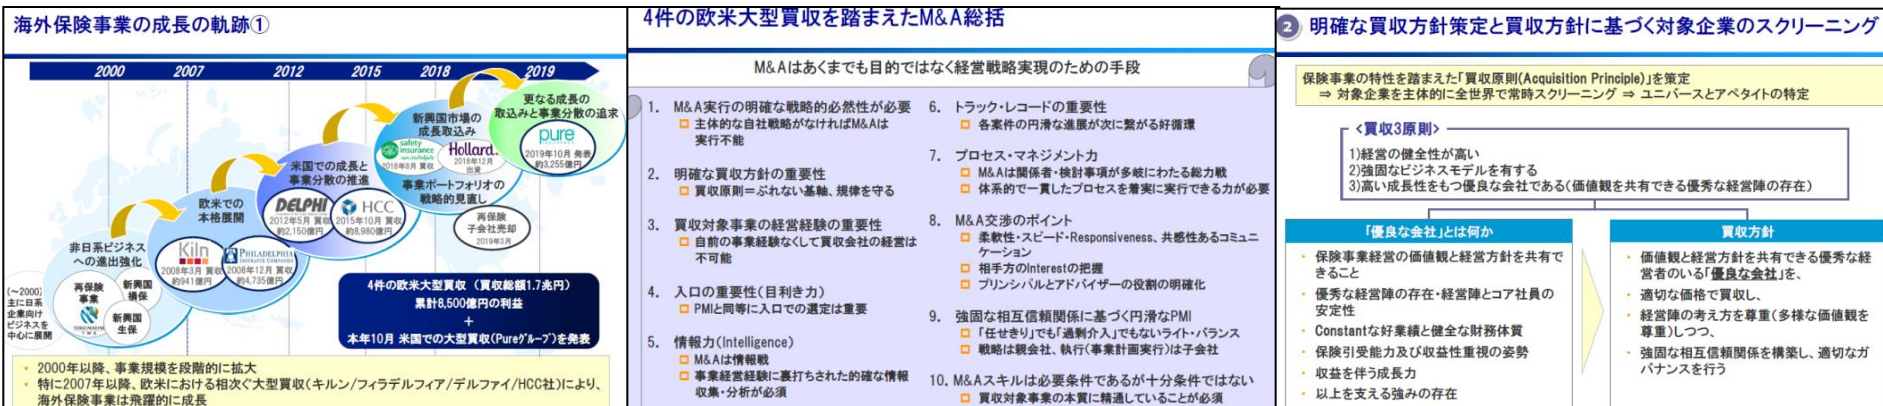 海外保険事業の成長の軌跡①
2000
2007
2012
2015
2018
2019
更なる成長の
取込みと事業分散の追求
pure
2019年10月 発表
約3,255億円
新興国市場の
成長取込み
safety
insurance
2018年8月 買収
Hollard.
2018年12月
出資
事業ポートフォリオの
戦略的見直し
再保険
子会社売却
2019年3月
米国での成長と
事業分散の推進
DELPHI
2012年5月 買収
約2,150億円
HCC
2015年10月 買収
約8,980億円
欧米での
本格展開
Kiln
2008年3月 買収
約941億円
PHILADELPHIA
INSURANCE COMPANIES
2008年12月 買収
約4,735億円
非日系ビジネス
への進出強化
再保険
事業
新興国
損保
新興国
生保
(~2000)
主に日系
企業向け
ビジネスを
中心に展開
4件の欧米大型買収 (買収総額1.7兆円)
累計8,500億円の利益
+
本年10月 米国での大型買収(Pureグループ)を発表
・ 2000年以降、事業規模を段階的に拡大
・ 特に2007年以降、欧米における相次ぐ大型買収(キルン/フィラデルフィア/デルファイ/HCC社)により、
海外保険事業は飛躍的に成長
4件の欧米大型買収を踏まえたM&A総括
M&Aはあくまでも目的ではなく経営戦略実現のための手段
1. M&A実行の明確な戦略的必然性が必要
主体的な自社戦略がなければM&Aは
実行不能
2. 明確な買収方針の重要性
買収原則=ぶれない基軸、規律を守る
3. 買収対象事業の経営経験の重要性
自前の事業経験なくして買収会社の経営は
不可能
4. 入口の重要性(目利き力)
PMIと同等に入口での選定は重要
5. 情報力(Intelligence)
M&Aは情報戦
事業経営経験に裏打ちされた的確な情報
収集・分析が必須
6. トラック・レコードの重要性
各案件の円滑な進展が次に繋がる好循環
7. プロセス・マネジメント力
M&Aは関係者・検討事項が多岐にわたる総力戦
体系的で一貫したプロセスを着実に実行できる力が必要
8. M&A交渉のポイント
柔軟性・スピード・Responsiveness、共感性あるコミュニ
ケーション
相手方のInterestの把握
プリンシパルとアドバイザーの役割の明確化
9. 強固な相互信頼関係に基づく円滑なPMI
「任せきり」でも「過剰介入」でもないライト・バランス
戦略は親会社、執行(事業計画実行)は子会社
10. M&Aスキルは必要条件であるが十分条件ではない
買収対象事業の本質に精通していることが必須
2 明確な買収方針策定と買収方針に基づく対象企業のスクリーニング
保険事業の特性を踏まえた「買収原則(Acquisition Principle)」を策定
⇒ 対象企業を主体的に全世界で常時スクリーニング ⇒ ユニバースとアペタイトの特定
<買収3原則>
1)経営の健全性が高い
2)強固なビジネスモデルを有する
3)高い成長性をもつ優良な会社である(価値観を共有できる優秀な経営陣の存在)
「優良な会社」とは何か
・ 保険事業経営の価値観と経営方針を共有で
きること
・ 優秀な経営陣の存在・経営陣とコア社員の
安定性
・ Constantな好業績と健全な財務体質
・ 保険引受能力及び収益性重視の姿勢
・ 収益を伴う成長力
・ 以上を支える強みの存在
買収方針
・ 価値観と経営方針を共有できる優秀な経
営者のいる「優良な会社」を、
・ 適切な価格で買収し、
・ 経営陣の考え方を尊重(多様な価値観を
尊重)しつつ、
・ 強固な相互信頼関係を構築し、適切なガ
バナンスを行う